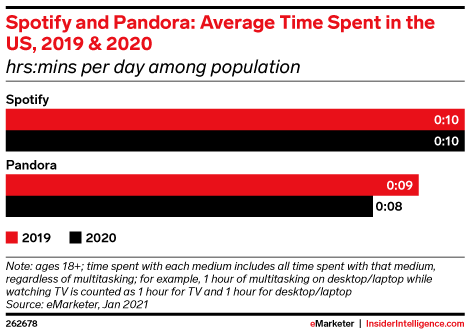 Spotify and Pandora: Average Time Spent in the
US, 2019 & 2020
hrs:mins per day among population
Spotify
0:10
0:10
Pandora
0:09
0:08
2019 2020
Note: ages 18+; time spent with each medium includes all time spent with that medium,
regardless of multitasking; for example, 1 hour of multitasking on desktop/laptop while
watching TV is counted as 1 hour for TV and 1 hour for desktop/laptop
Source: eMarketer, Jan 2021
262678 eMarketer | InsiderIntelligence.com